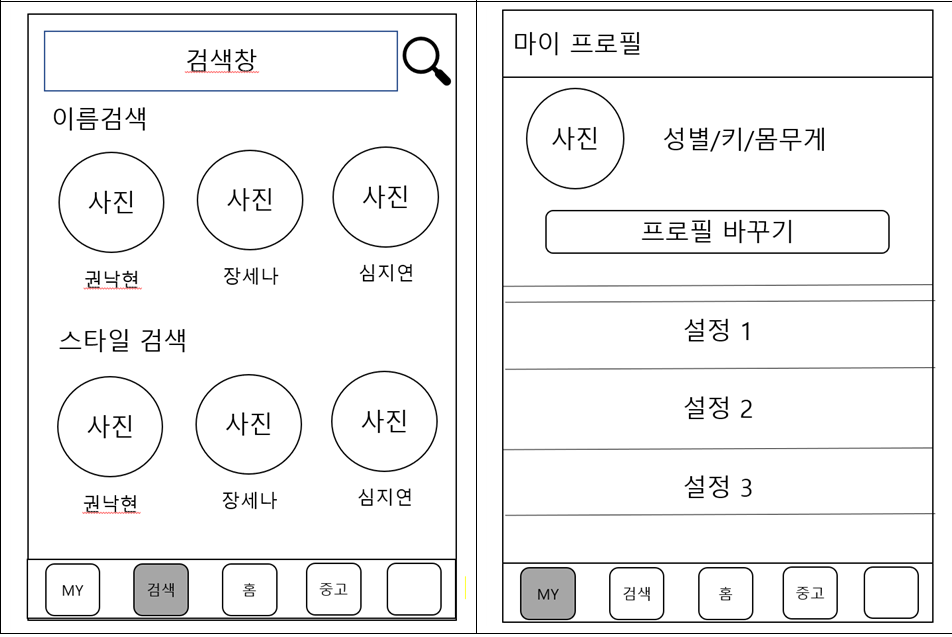 검색창
이름검색
사진 사진 사진
권낙현 장세나 심지연
스타일 검색
사진 사진 사진
권낙현 장세나 심지연
MY 검색 홈 중고
마이 프로필
사진 성별/키/몸무게
프로필 바꾸기
설정 1
설정 2
설정 3
MY 검색 홈 중고